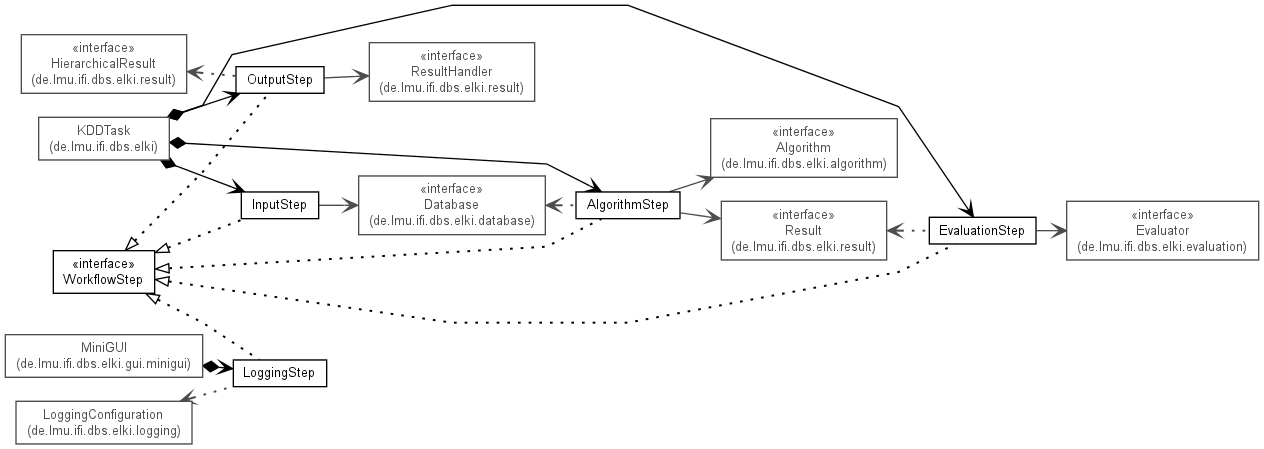 «interface»
HierarchicalResult
(de.lmu.ifi.dbs.elki.result)
OutputStep
«interface»
ResultHandler
(de.lmu.ifi.dbs.elki.result)
KDDTask
(de.lmu.ifi.dbs.elki)
«interface»
Algorithm
(de.lmu.ifi.dbs.elki.algorithm)
InputStep
«interface»
Database
(de.lmu.ifi.dbs.elki.database)
AlgorithmStep
«interface»
Result
(de.lmu.ifi.dbs.elki.result)
EvaluationStep
«interface»
Evaluator
(de.lmu.ifi.dbs.elki.evaluation)
«interface»
WorkflowStep
MiniGUI
(de.lmu.ifi.dbs.elki.gui.minigui)
LoggingStep
LoggingConfiguration
(de.lmu.ifi.dbs.elki.logging)